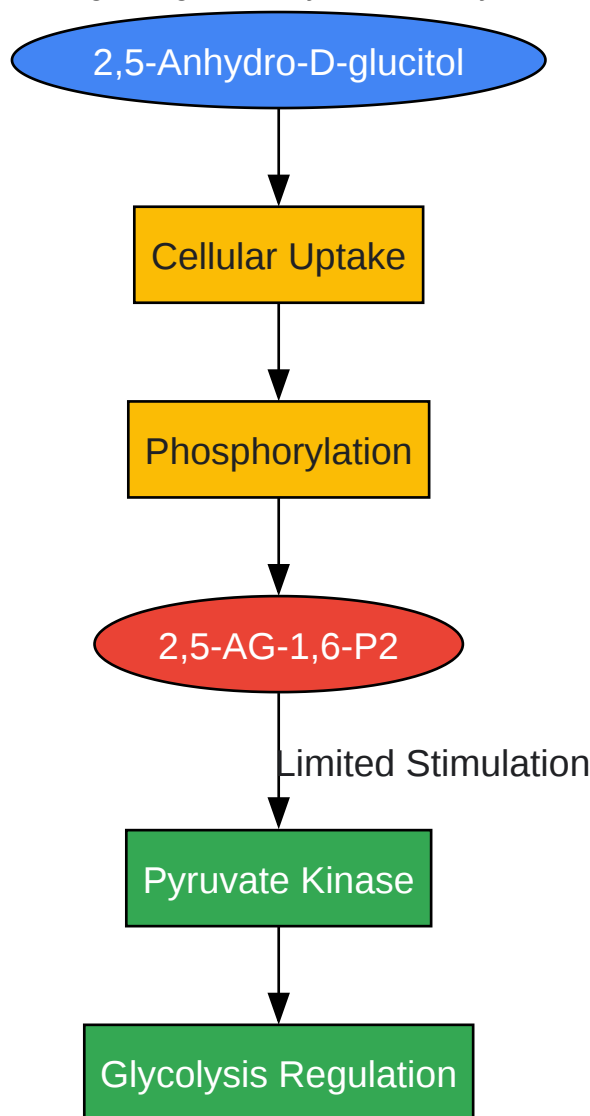 2,5-Anhydro-D-glucitol
Cellular Uptake
Phosphorylation
2,5-AG-1,6-P2
Limited Stimulation
Pyruvate Kinase
Glycolysis Regulation